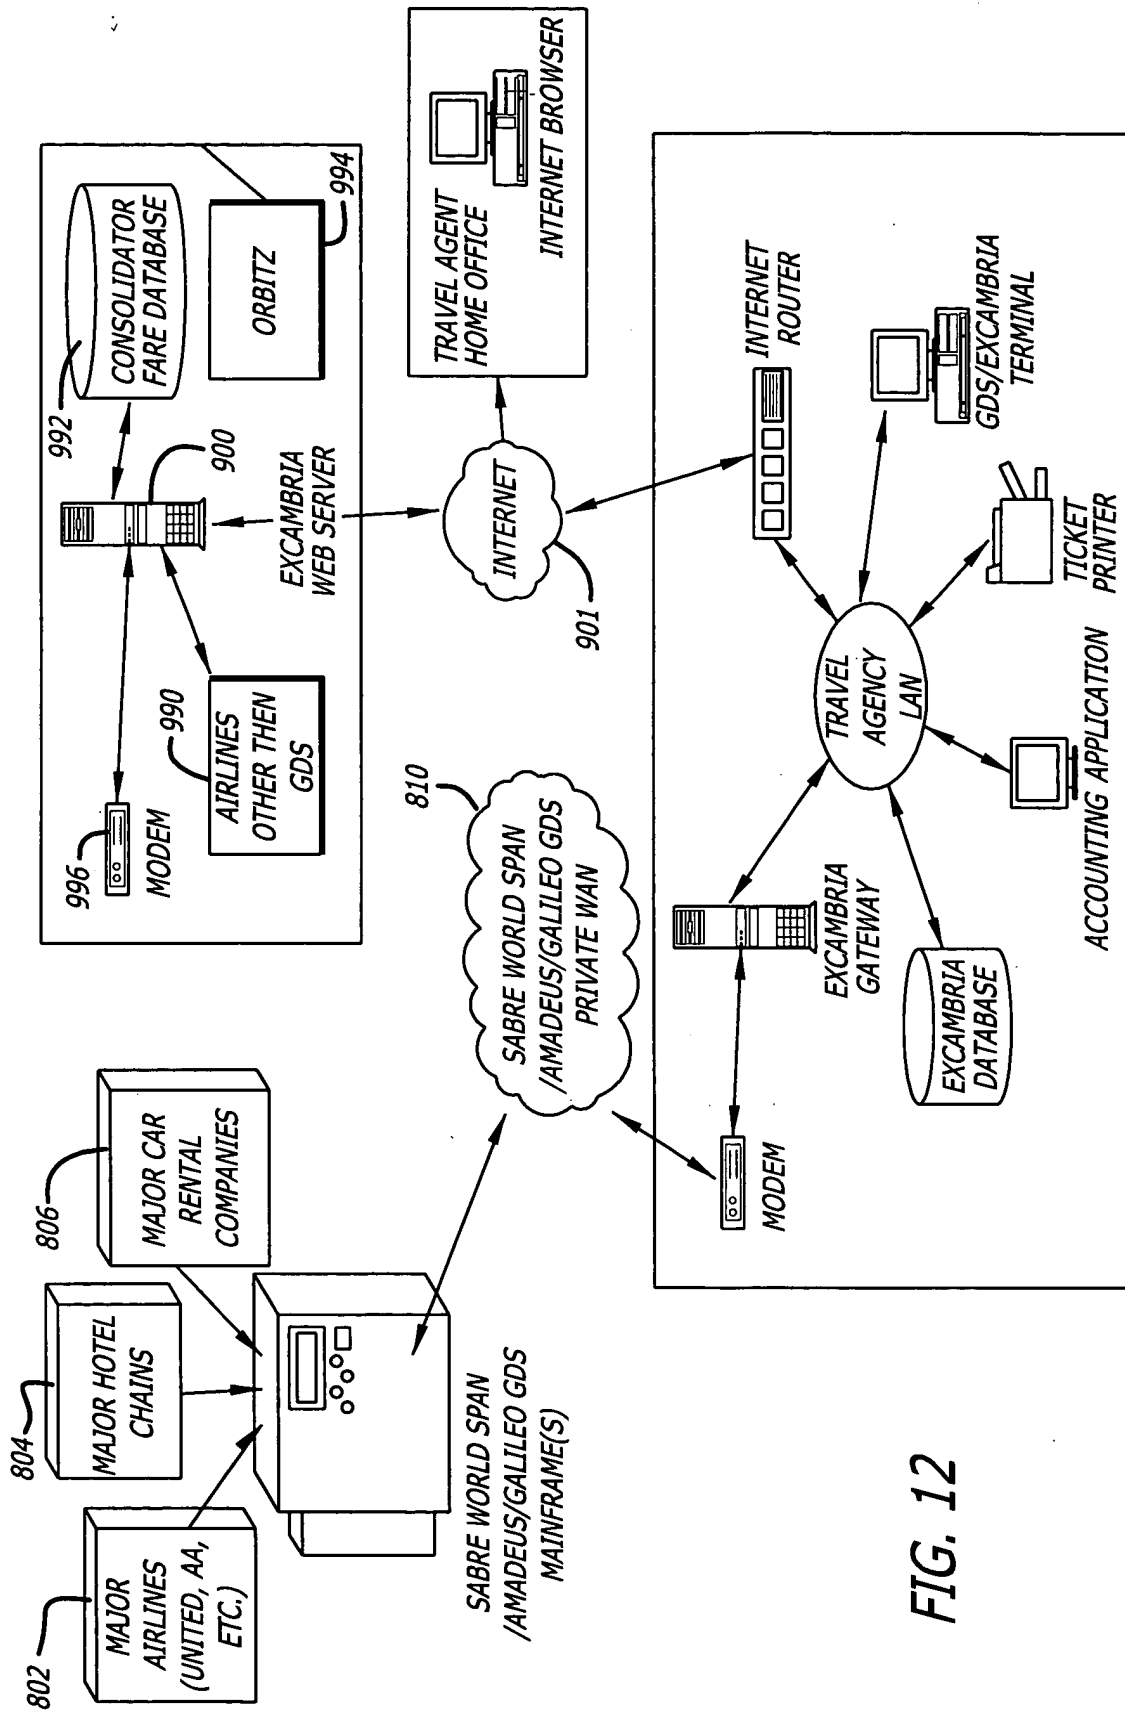 802
MAJOR
AIRLINES
(UNITED, AA,
ETC.)
804
MAJOR HOTEL
CHAINS
806
MAJOR CAR
RENTAL
COMPANIES
SABRE WORLD SPAN
/AMADEUS/GALILEO GDS
MAINFRAME(S)
810
SABRE WORLD SPAN
/AMADEUS/GALILEO GDS
PRIVATE WAN
996
MODEM
990
AIRLINES
OTHER THEN
GDS
992
CONSOLIDATOR
FARE DATABASE
900
EXCAMBRIA
WEB SERVER
ORBITZ
994
INTERNET
901
TRAVEL AGENT
HOME OFFICE
INTERNET BROWSER
MODEM
EXCAMBRIA
GATEWAY
EXCAMBRIA
DATABASE
TRAVEL
AGENCY
LAN
INTERNET
ROUTER
GDS/EXCAMBRIA
TERMINAL
TICKET
PRINTER
ACCOUNTING APPLICATION
FIG. 12